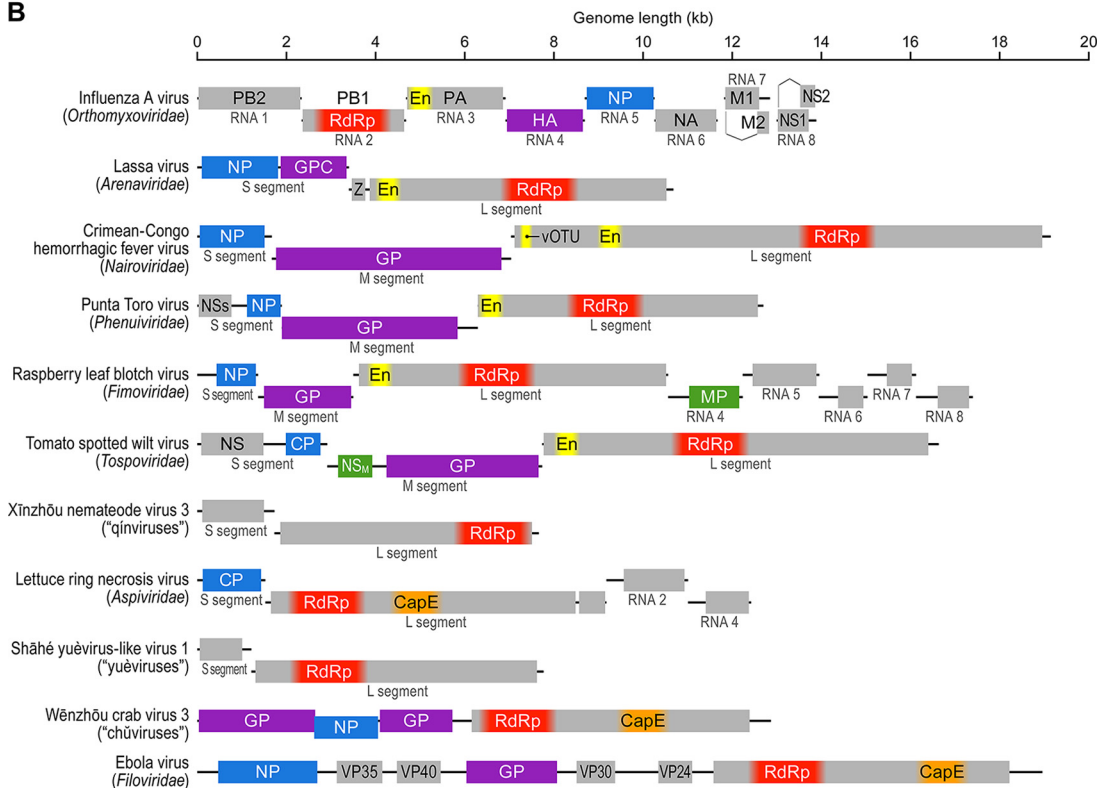 B
Genome length (kb)
0 2 4 6 8 10 12 14 16 18 20
Influenza A virus
(Orthomyxoviridae)
PB2
RNA 1
PB1
RdRp
RNA 2
En PA
RNA 3
HA
RNA 4
NP
RNA 5
NA
RNA 6
RNA 7
M1
M2
NS2
NS1
RNA 8
Lassa virus
(Arenaviridae)
NP GPC
S segment
Z En RdRp
L segment
Crimean-Congo
hemorrhagic fever virus
(Nairoviridae)
NP
S segment
GP
M segment
vOTU En RdRp
L segment
Punta Toro virus
(Phenuiviridae)
NSs NP
S segment
GP
M segment
En RdRp
L segment
Raspberry leaf blotch virus
(Fimoviridae)
NP
S segment
GP
M segment
En RdRp
L segment
MP
RNA 4
RNA 5
RNA 6
RNA 7
RNA 8
Tomato spotted wilt virus
(Tospoviridae)
NS CP
S segment
NSM GP
M segment
En RdRp
L segment
Xīnzhōu nemateode virus 3
(“qínviruses”)
S segment
RdRp
L segment
Lettuce ring necrosis virus
(Aspiviridae)
CP
S segment
RdRp CapE
L segment
RNA 2
RNA 4
Shāhé yuèvirus-like virus 1
(“yuèviruses”)
S segment
RdRp
L segment
Wēnzhōu crab virus 3
(“chǔviruses”)
GP NP GP RdRp CapE
Ebola virus
(Filoviridae)
NP VP35 VP40 GP VP30 VP24 RdRp CapE